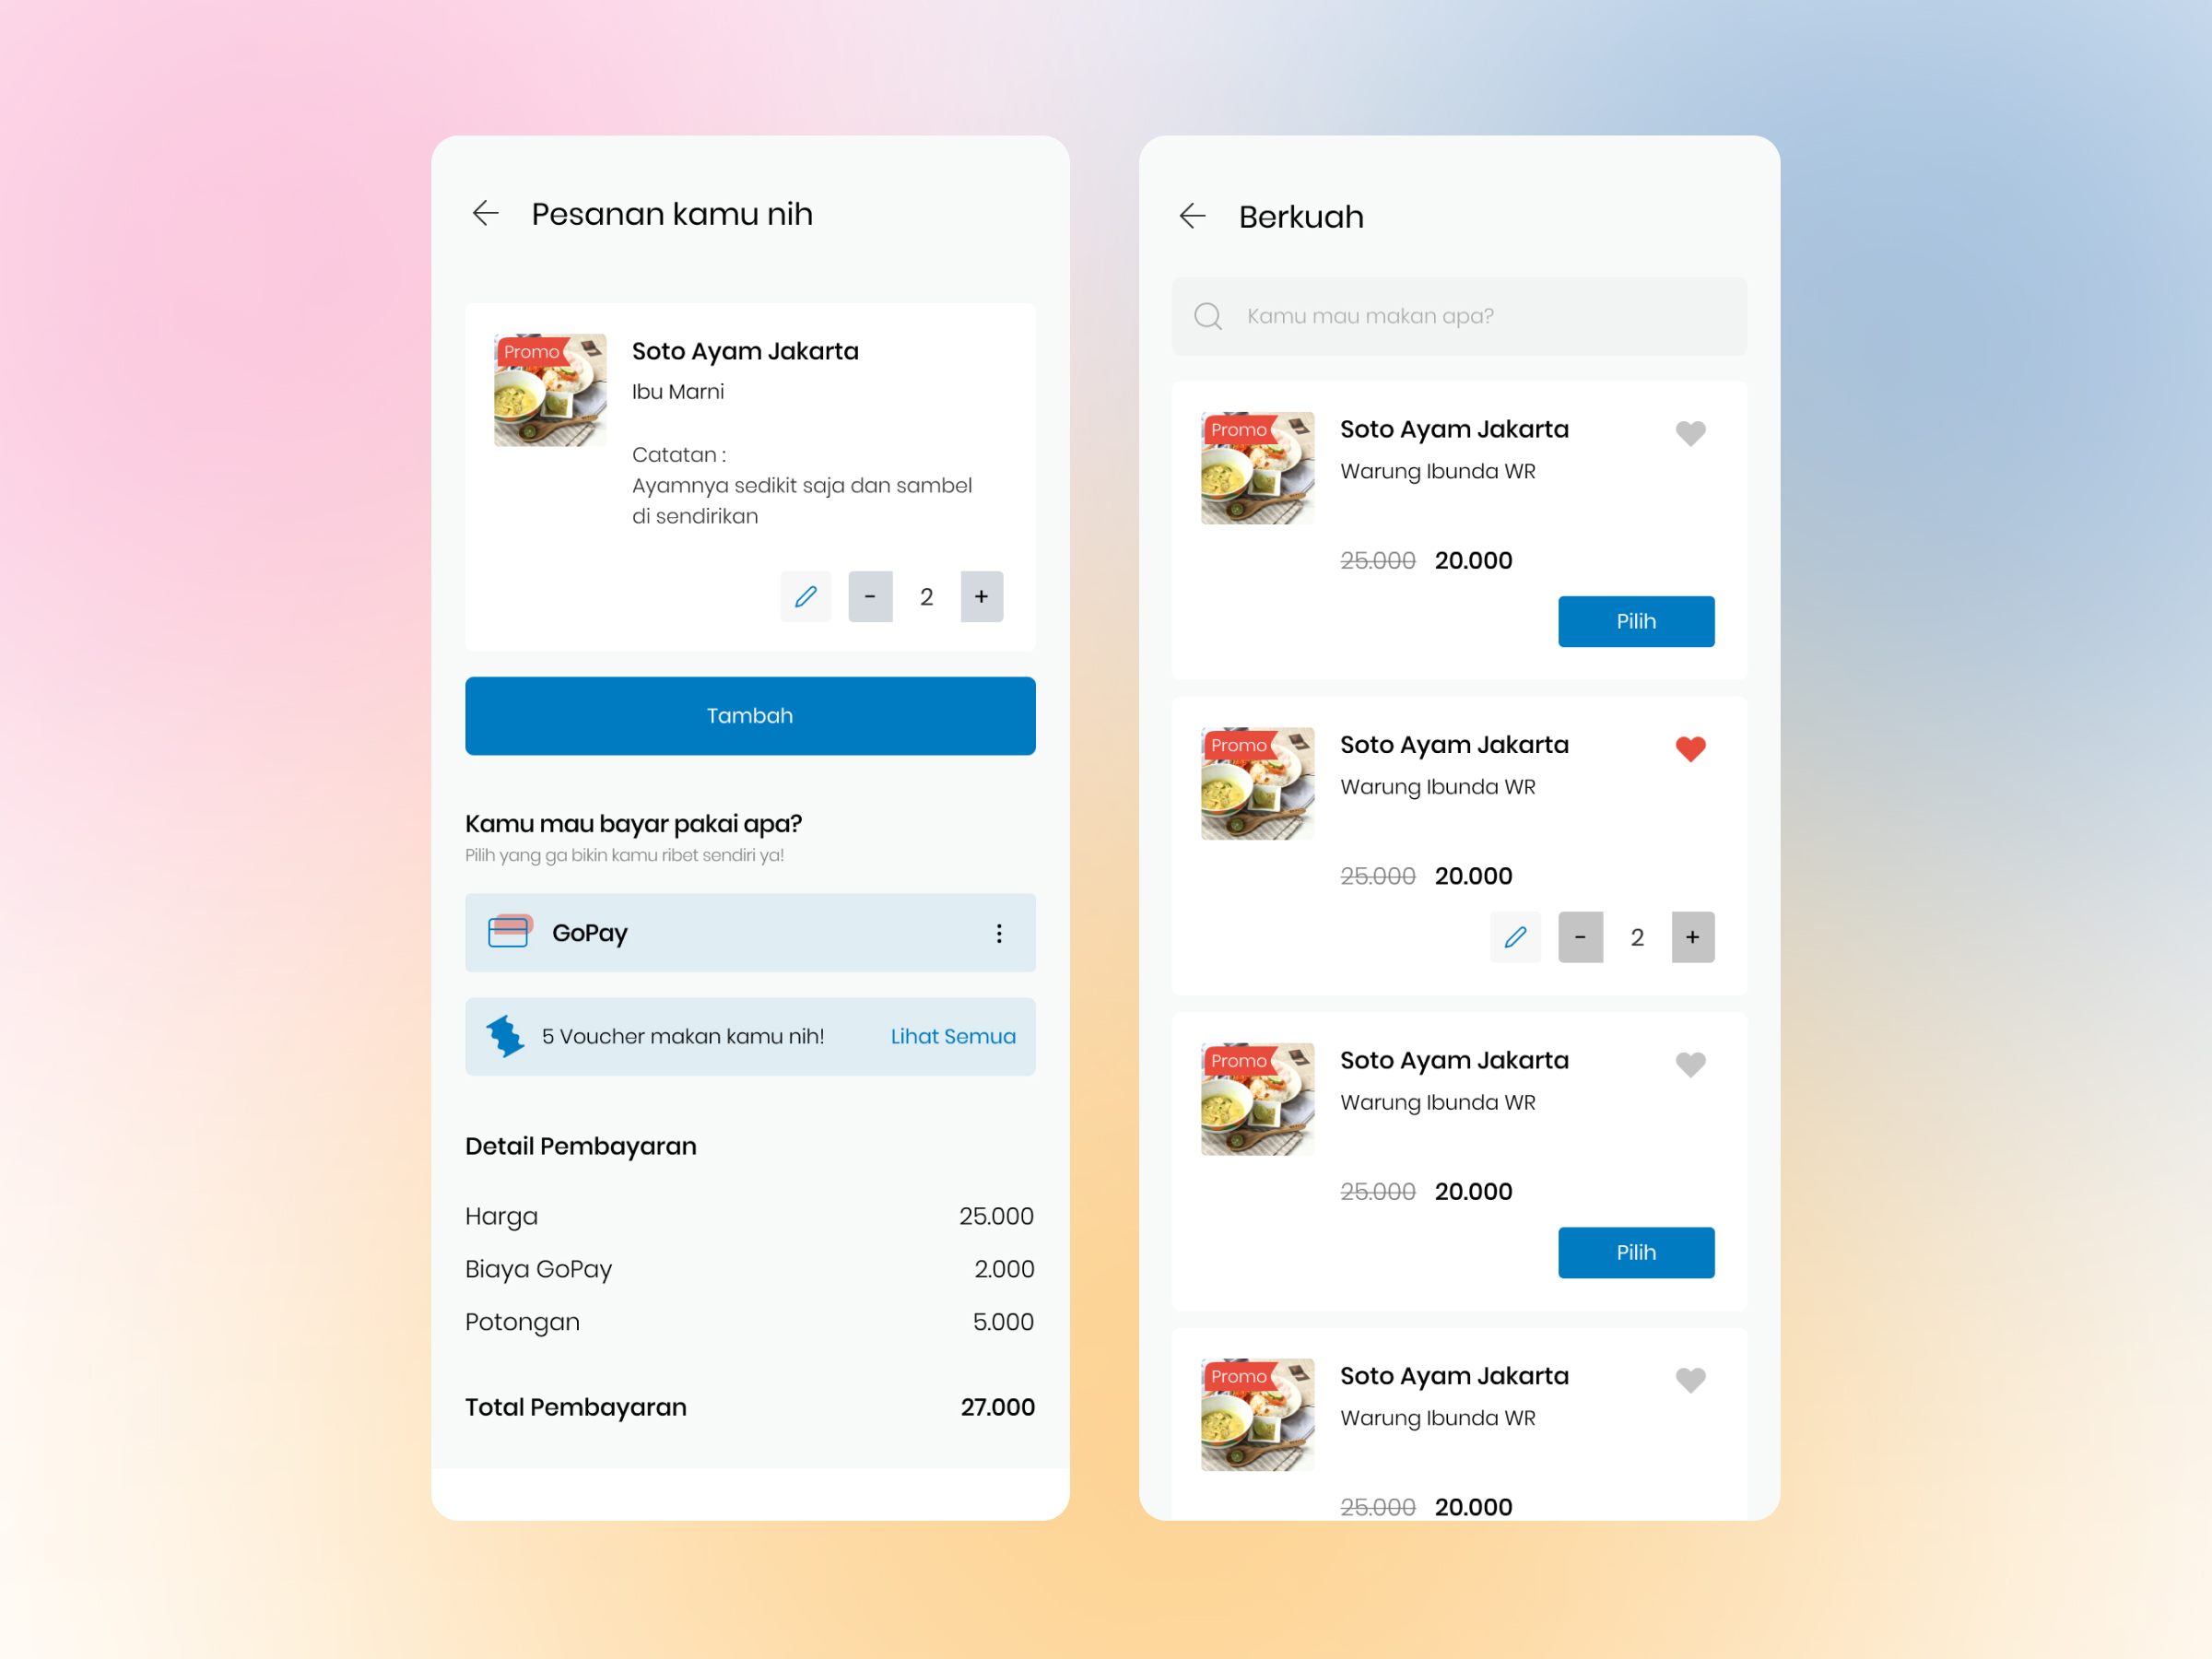 Pesanan kamu nih
Promo
Soto Ayam Jakarta
Ibu Marni
Catatan :
Ayamnya sedikit saja dan sambel
di sendirikan
- 2 +
Tambah
Kamu mau bayar pakai apa?
Pilih yang ga bikin kamu ribet sendiri ya!
GoPay
5 Voucher makan kamu nih! Lihat Semua
Detail Pembayaran
Harga 25.000
Biaya GoPay 2.000
Potongan 5.000
Total Pembayaran 27.000
Berkuah
Kamu mau makan apa?
Promo
Soto Ayam Jakarta
Warung Ibunda WR
25.000 20.000
Pilih
Promo
Soto Ayam Jakarta
Warung Ibunda WR
25.000 20.000
- 2 +
Promo
Soto Ayam Jakarta
Warung Ibunda WR
25.000 20.000
Pilih
Promo
Soto Ayam Jakarta
Warung Ibunda WR
25.000 20.000